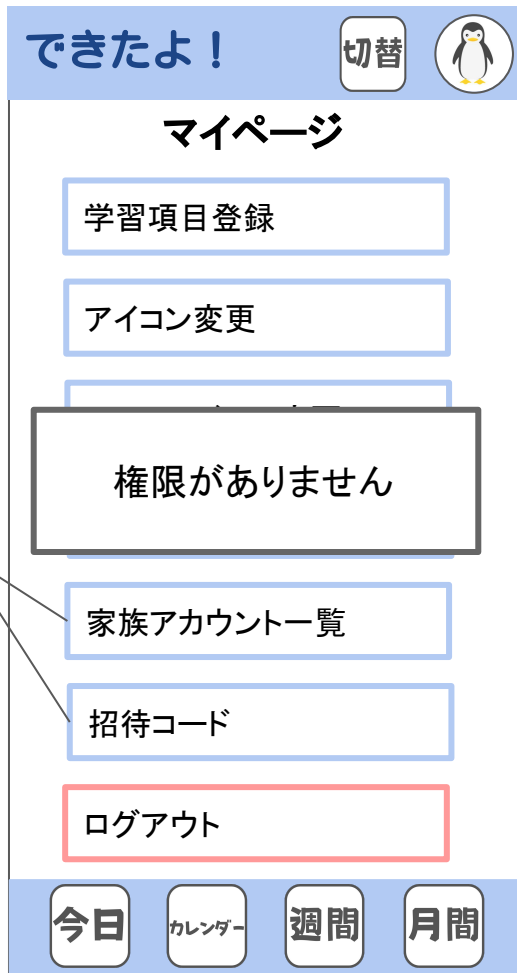 できたよ！
切替
マイページ
学習項目登録
アイコン変更
権限がありません
家族アカウント一覧
招待コード
ログアウト
今日
カレンダー
週間
月間